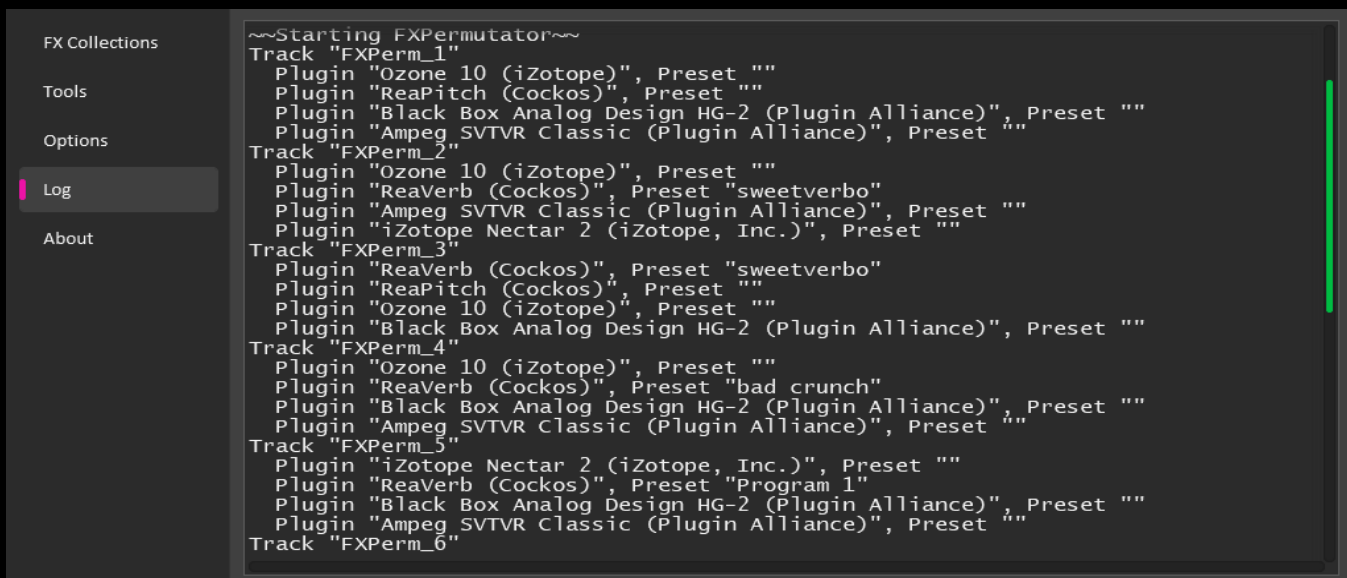 FX Collections
Tools
Options
Log
About
~~Starting FXPermutator~~
Track "FXPerm_1"
Plugin "Ozone 10 (iZotope)", Preset ""
Plugin "ReaPitch (Cockos)", Preset ""
Plugin "Black Box Analog Design HG-2 (Plugin Alliance)", Preset ""
Plugin "Ampeg SVTVR Classic (Plugin Alliance)", Preset ""
Track "FXPerm_2"
Plugin "Ozone 10 (iZotope)", Preset ""
Plugin "ReaVerb (Cockos)", Preset "sweetverbo"
Plugin "Ampeg SVTVR Classic (Plugin Alliance)", Preset ""
Plugin "iZotope Nectar 2 (iZotope, Inc.)", Preset ""
Track "FXPerm_3"
Plugin "ReaVerb (Cockos)", Preset "sweetverbo"
Plugin "ReaPitch (Cockos)", Preset ""
Plugin "Ozone 10 (iZotope)", Preset ""
Plugin "Black Box Analog Design HG-2 (Plugin Alliance)", Preset ""
Track "FXPerm_4"
Plugin "Ozone 10 (iZotope)", Preset ""
Plugin "ReaVerb (Cockos)", Preset "bad crunch"
Plugin "Black Box Analog Design HG-2 (Plugin Alliance)", Preset ""
Plugin "Ampeg SVTVR Classic (Plugin Alliance)", Preset ""
Track "FXPerm_5"
Plugin "iZotope Nectar 2 (iZotope, Inc.)", Preset ""
Plugin "ReaVerb (Cockos)", Preset "Program 1"
Plugin "Black Box Analog Design HG-2 (Plugin Alliance)", Preset ""
Plugin "Ampeg SVTVR Classic (Plugin Alliance)", Preset ""
Track "FXPerm_6"